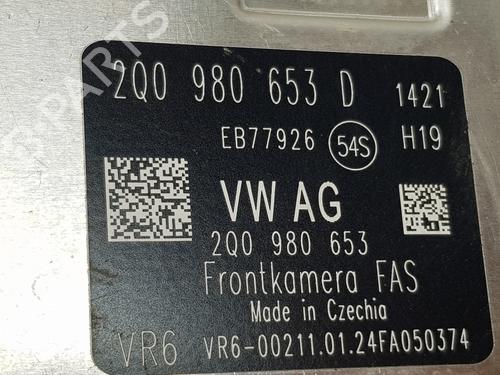 2Q0 980 653 D 1421
EB77926 54S H19
VW AG
2Q0 980 653
Frontkamera FAS
Made in Czechia
VR6 VR6-00211.01.24FA050374